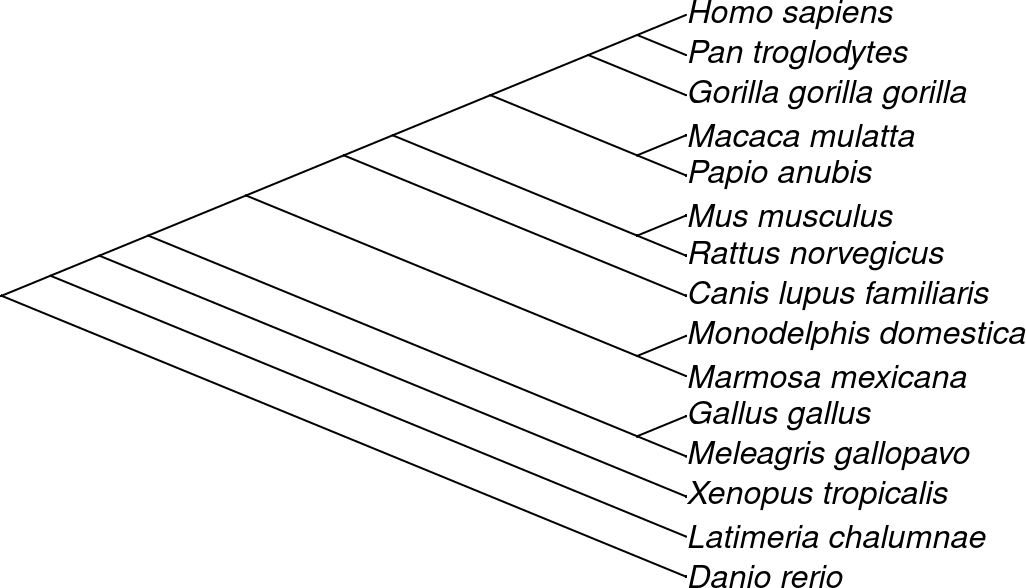 Homo sapiens
Pan troglodytes
Gorilla gorilla gorilla
Macaca mulatta
Papio anubis
Mus musculus
Rattus norvegicus
Canis lupus familiaris
Monodelphis domestica
Marmosa mexicana
Gallus gallus
Meleagris gallopavo
Xenopus tropicalis
Latimeria chalumnae
Danio rerio